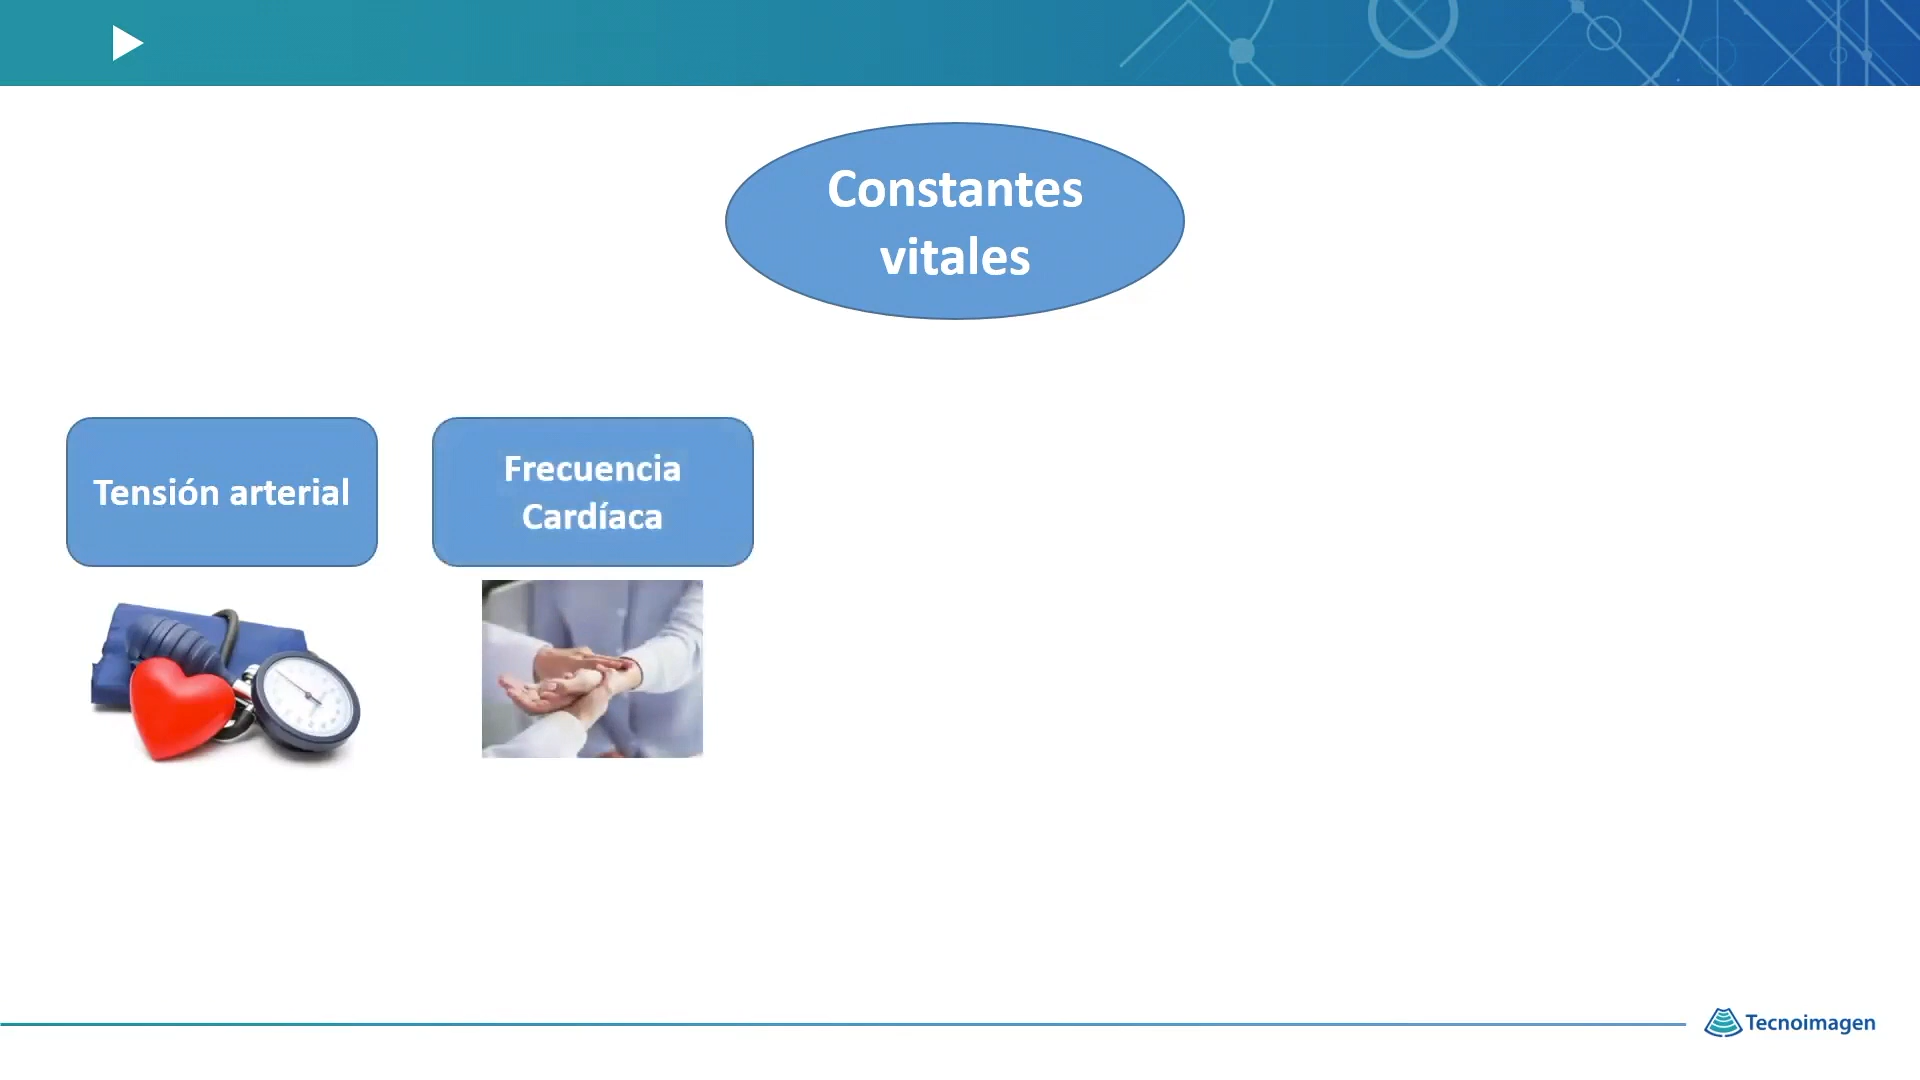 Constantes
vitales
Tensión arterial
Frecuencia
Cardíaca
Tecnoimagen